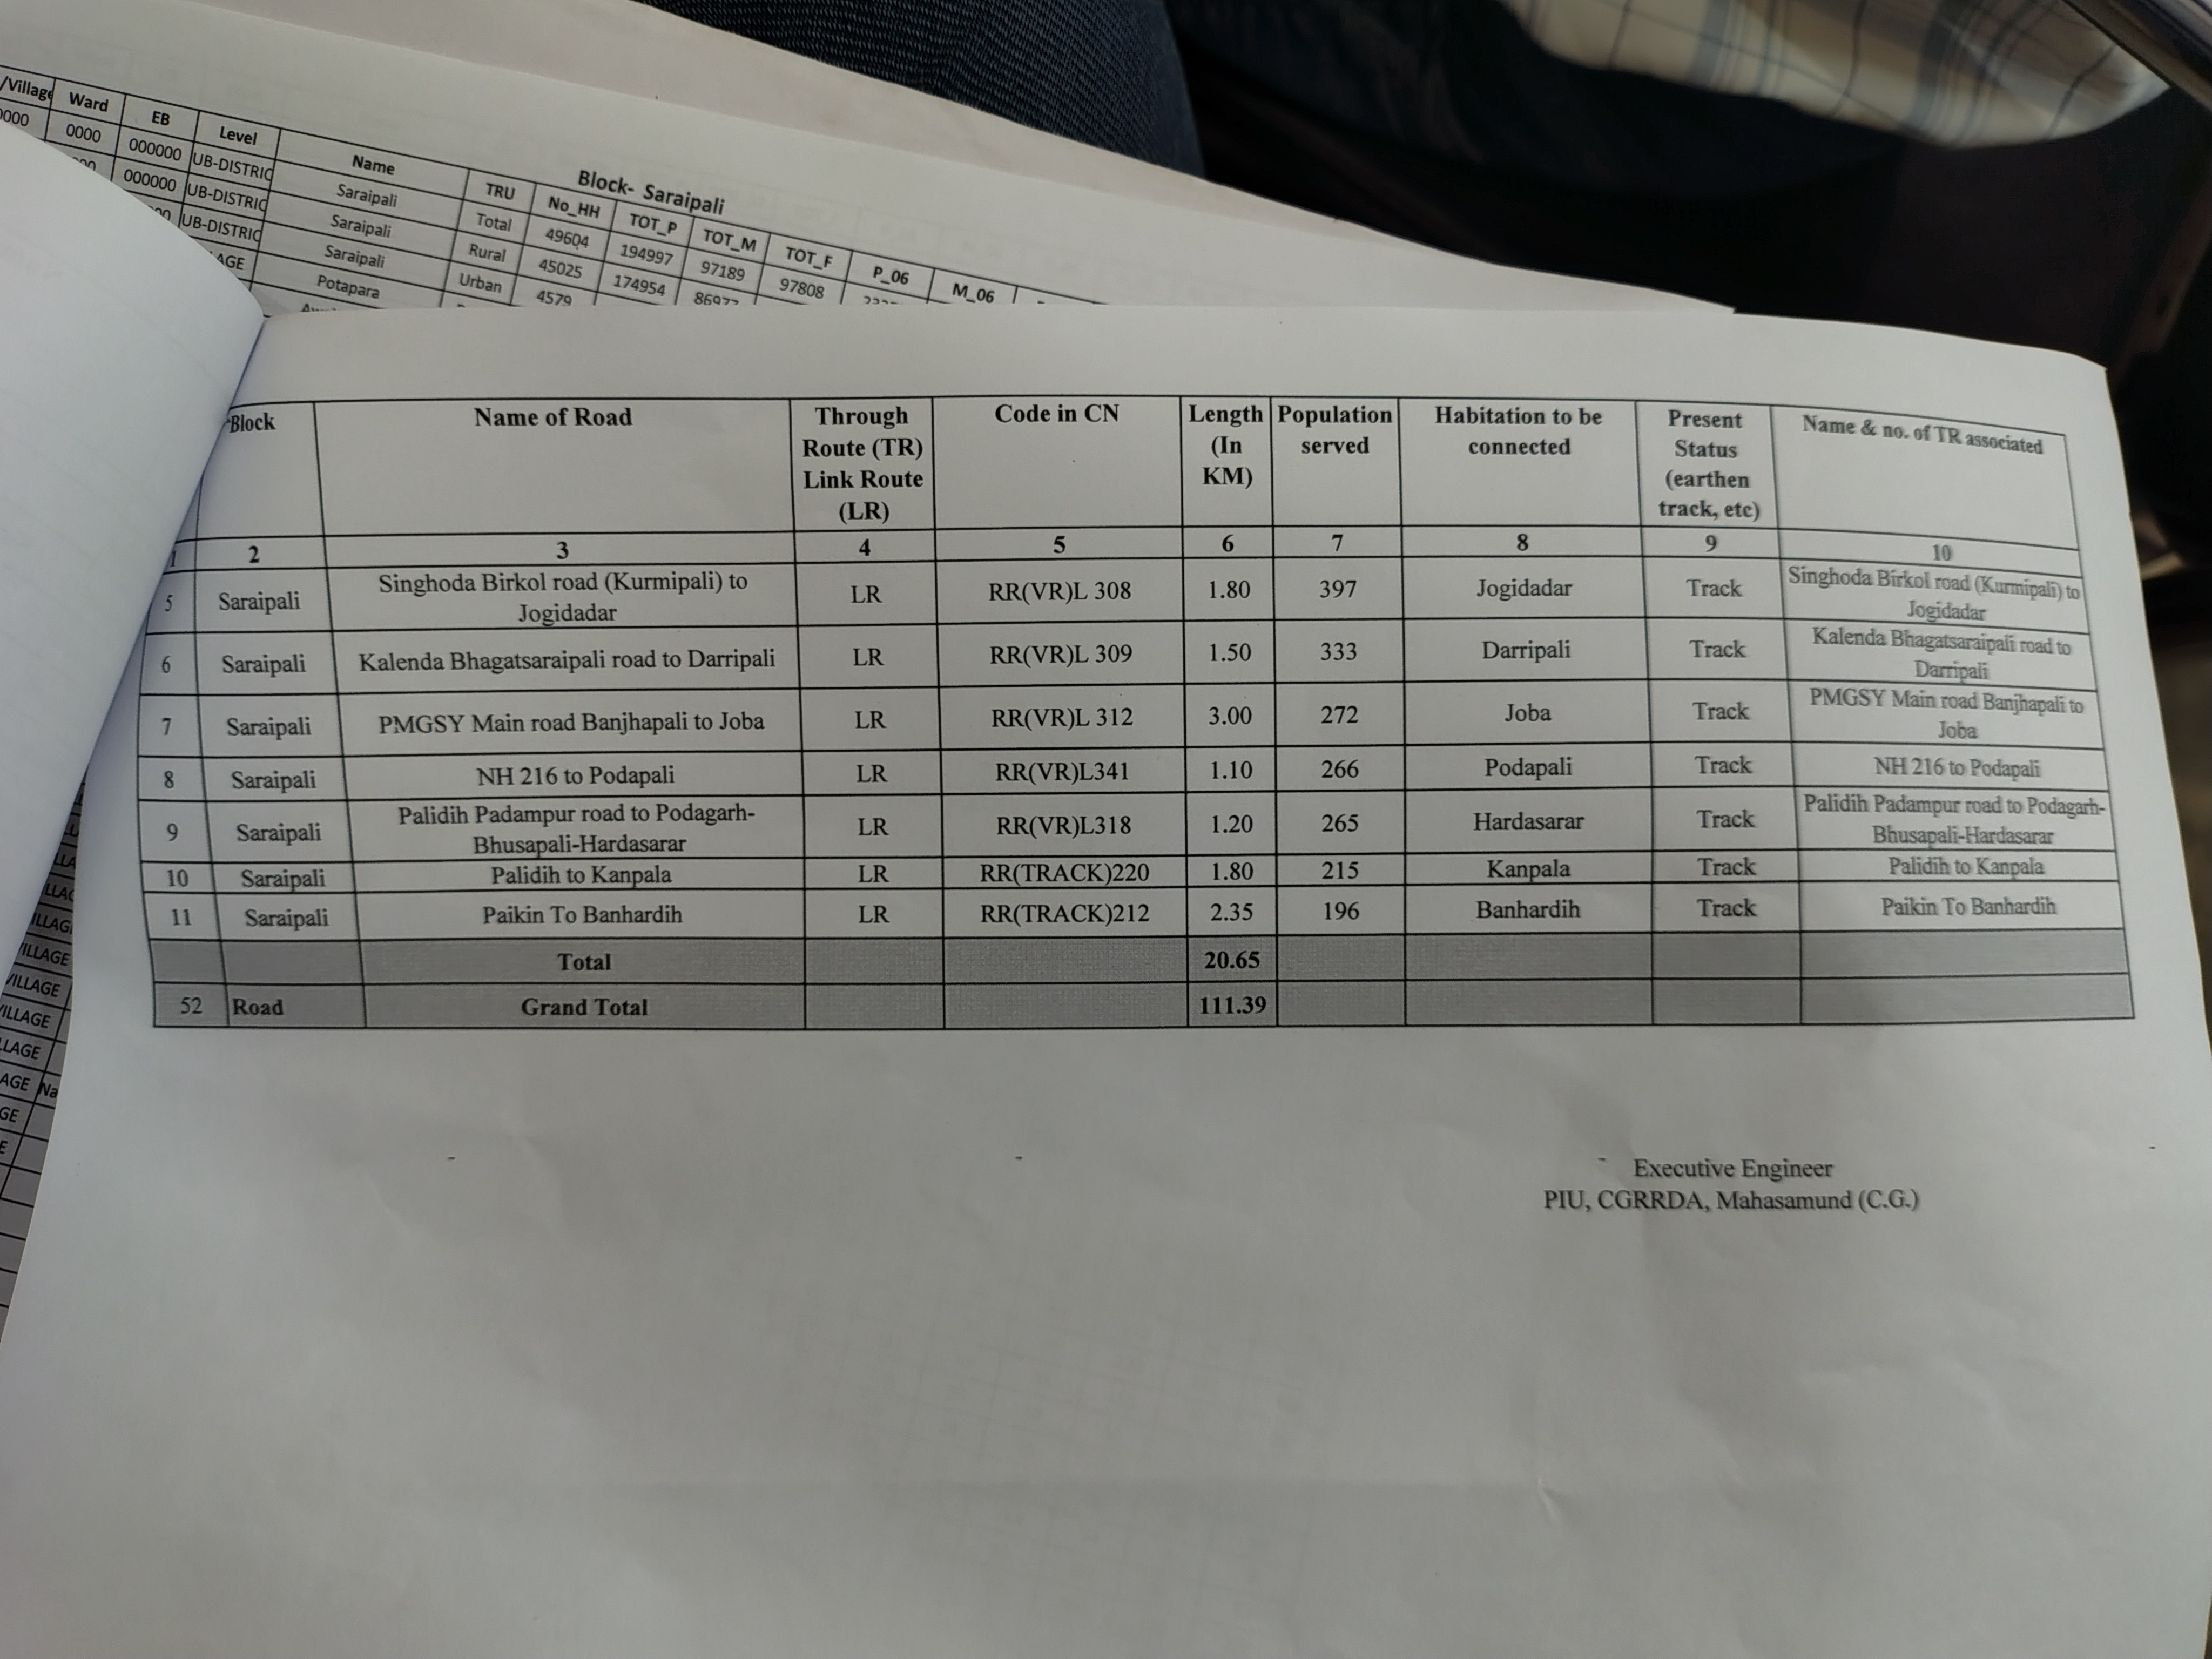 Block- Saraipali
/Village Ward EB Level Name TRU No_HH TOT_P TOT_M TOT_F P_06 M_06
0000 0000 000000 UB-DISTRIC Saraipali Total 49604 194997 97189 97808
000000 UB-DISTRIC Saraipali Rural 45025 174954
UB-DISTRIC Saraipali Urban 4579
AGE Potapara
Block Name of Road Through Route (TR) Link Route (LR) Code in CN Length (In KM) Population served Habitation to be connected Present Status (earthen track, etc) Name & no. of TR associated
1 2 3 4 5 6 7 8 9 10
5 Saraipali Singhoda Birkol road (Kurmipali) to Jogidadar LR RR(VR)L 308 1.80 397 Jogidadar Track Singhoda Birkol road (Kurmipali) to Jogidadar
6 Saraipali Kalenda Bhagatsaraipali road to Darripali LR RR(VR)L 309 1.50 333 Darripali Track Kalenda Bhagatsaraipali road to Darripali
7 Saraipali PMGSY Main road Banjhapali to Joba LR RR(VR)L 312 3.00 272 Joba Track PMGSY Main road Banjhapali to Joba
8 Saraipali NH 216 to Podapali LR RR(VR)L341 1.10 266 Podapali Track NH 216 to Podapali
9 Saraipali Palidih Padampur road to Podagarh-Bhusapali-Hardasarar LR RR(VR)L318 1.20 265 Hardasarar Track Palidih Padampur road to Podagarh-Bhusapali-Hardasarar
10 Saraipali Palidih to Kanpala LR RR(TRACK)220 1.80 215 Kanpala Track Palidih to Kanpala
11 Saraipali Paikin To Banhardih LR RR(TRACK)212 2.35 196 Banhardih Track Paikin To Banhardih
Total 20.65
52 Road Grand Total 111.39
Executive Engineer
PIU, CGRRDA, Mahasamund (C.G.)